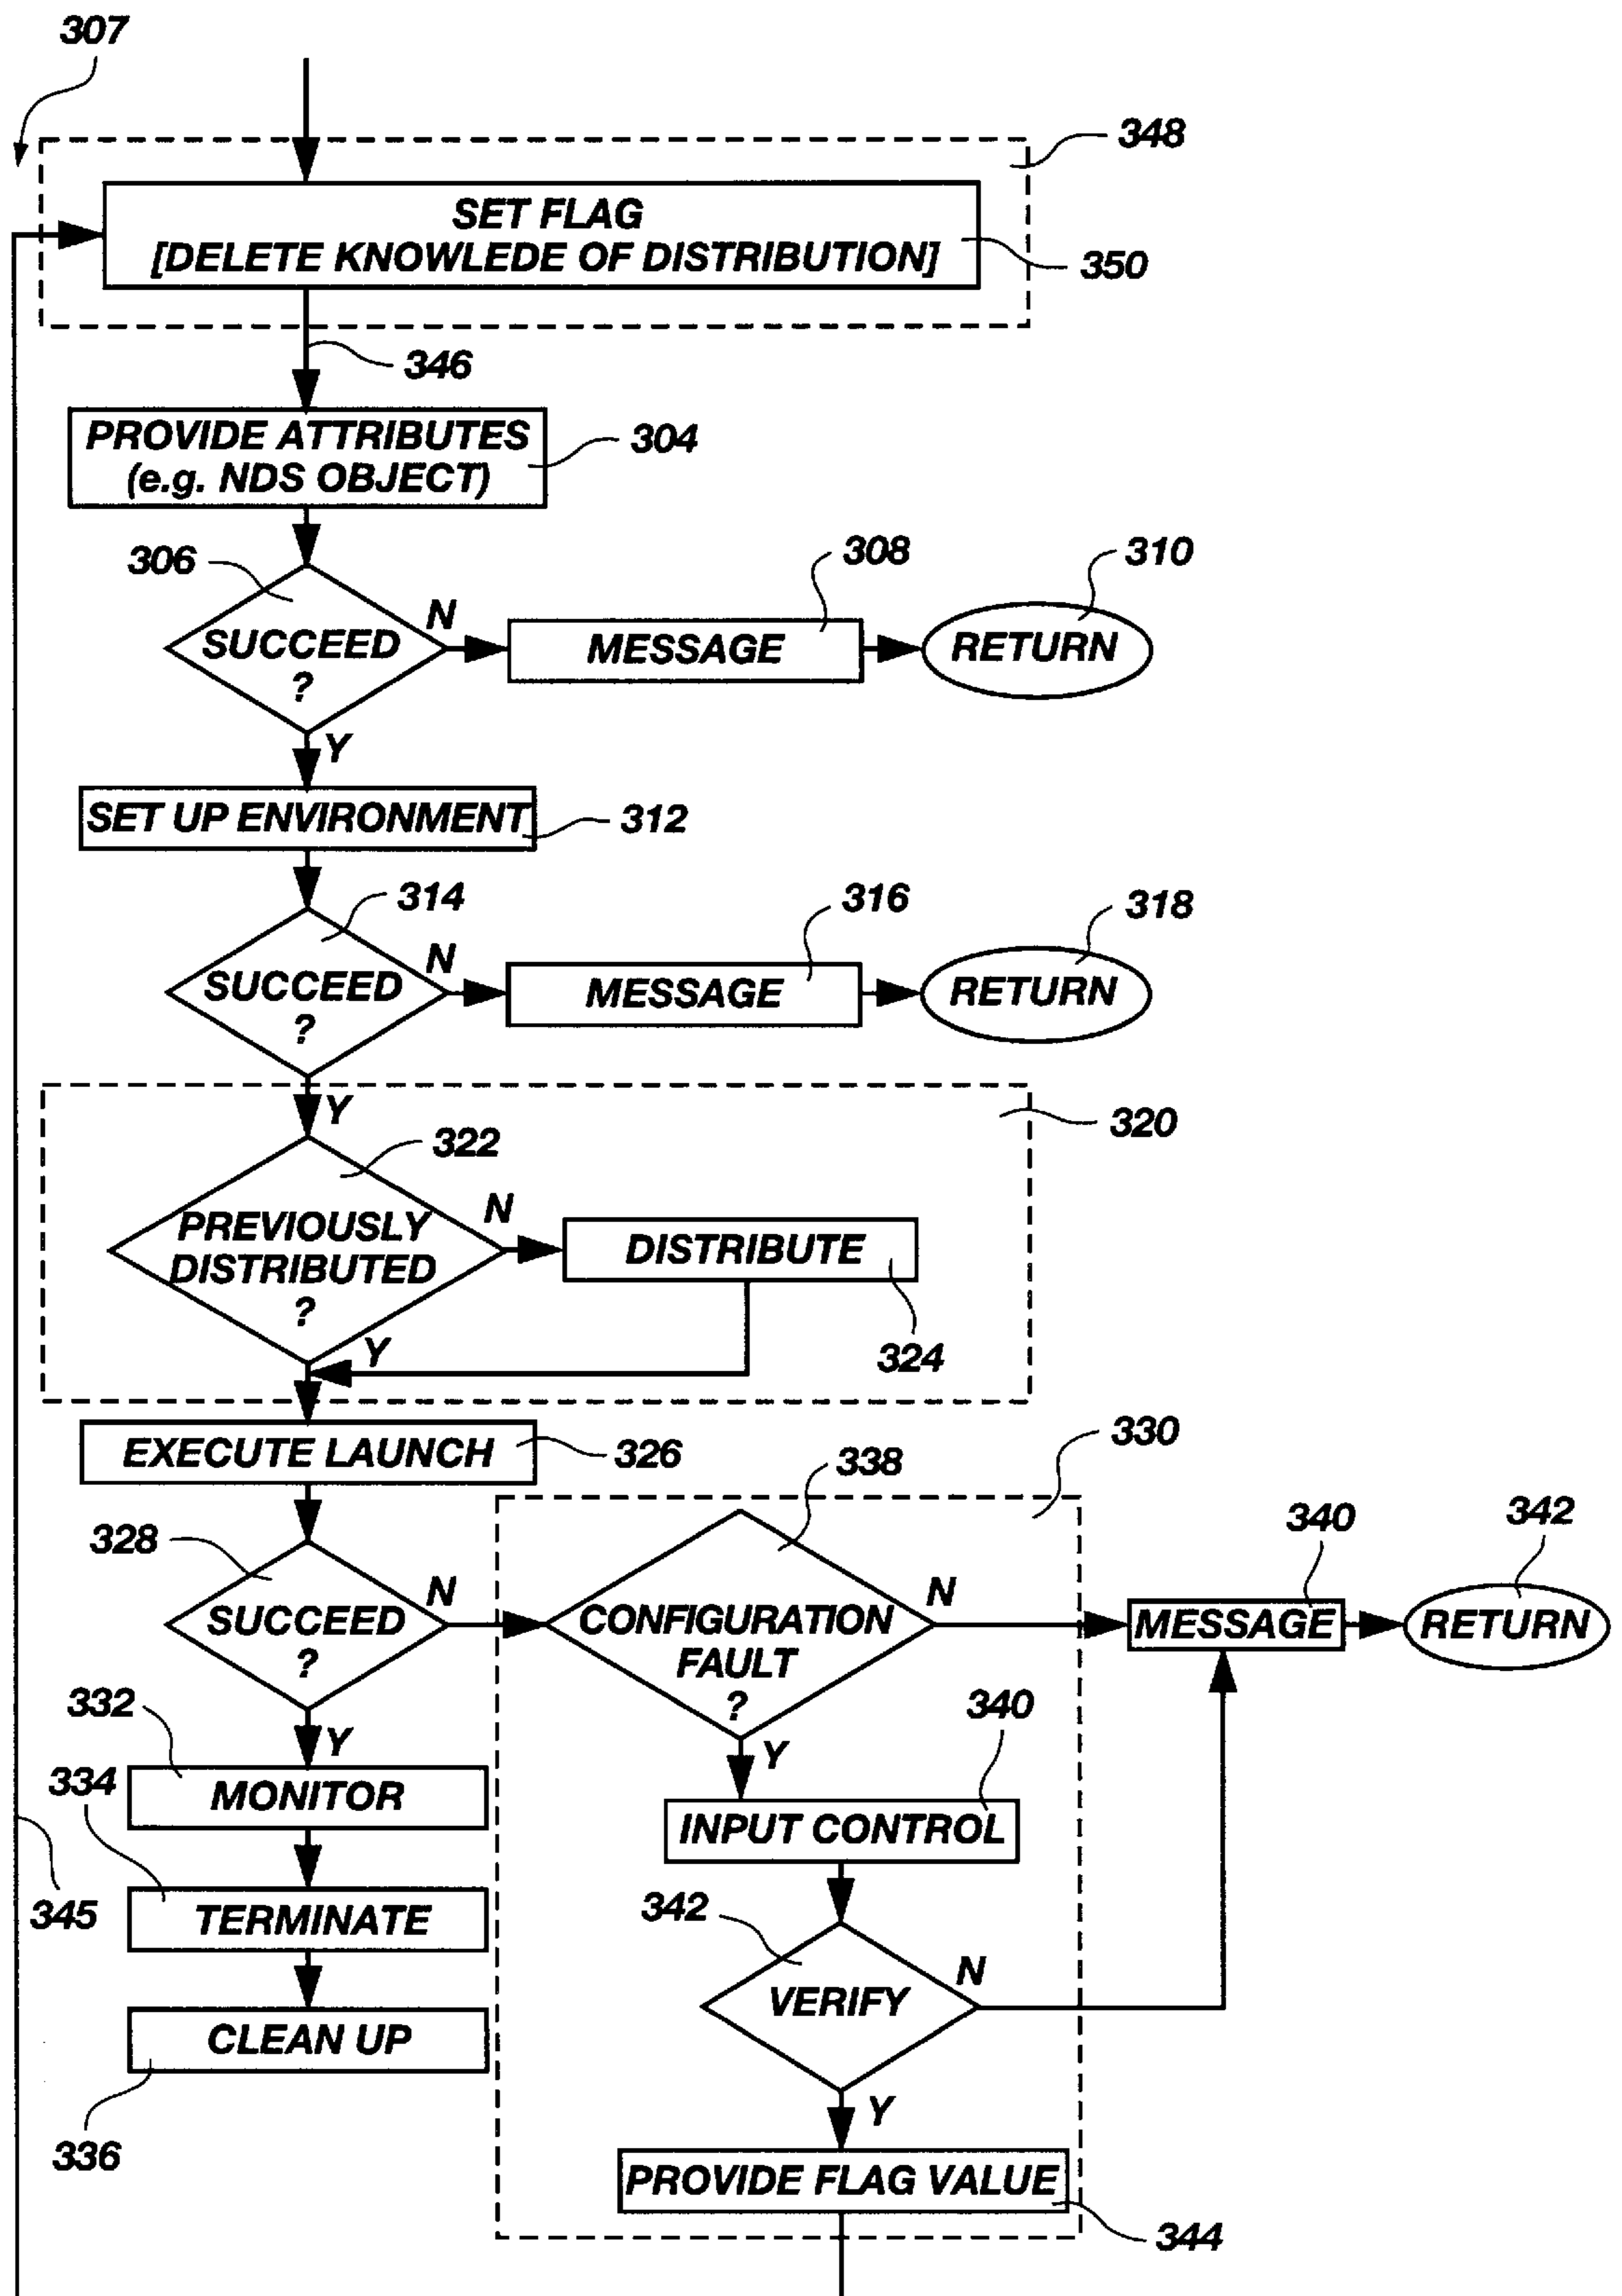 307
348
SET FLAG
[DELETE KNOWLEDE OF DISTRIBUTION]
350
346
PROVIDE ATTRIBUTES
(e.g. NDS OBJECT)
304
306
SUCCEED
?
N
308
MESSAGE
310
RETURN
Y
SET UP ENVIRONMENT
312
314
SUCCEED
?
N
316
MESSAGE
318
RETURN
Y
320
322
PREVIOUSLY
DISTRIBUTED
?
N
DISTRIBUTE
324
Y
EXECUTE LAUNCH
326
330
328
SUCCEED
?
N
338
CONFIGURATION
FAULT
?
N
340
MESSAGE
342
RETURN
Y
332
MONITOR
334
TERMINATE
345
CLEAN UP
336
Y
340
INPUT CONTROL
342
VERIFY
N
Y
PROVIDE FLAG VALUE
344